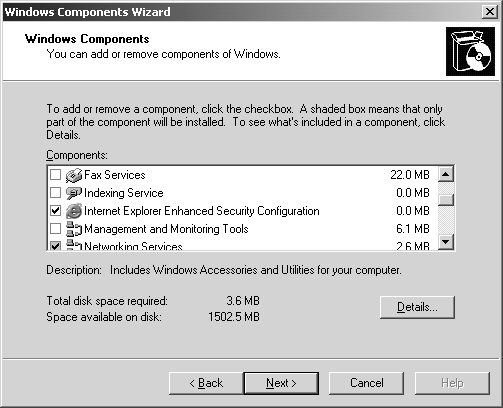 Windows Components Wizard
Windows Components
You can add or remove components of Windows.
To add or remove a component, click the checkbox. A shaded box means that only
part of the component will be installed. To see what's included in a component, click
Details.
Components:
Fax Services 22.0 MB
Indexing Service 0.0 MB
Internet Explorer Enhanced Security Configuration 0.0 MB
Management and Monitoring Tools 6.1 MB
Networking Services 2.6 MB
Description: Includes Windows Accessories and Utilities for your computer.
Total disk space required: 3.6 MB
Space available on disk: 1502.5 MB
Details...
< Back Next > Cancel Help